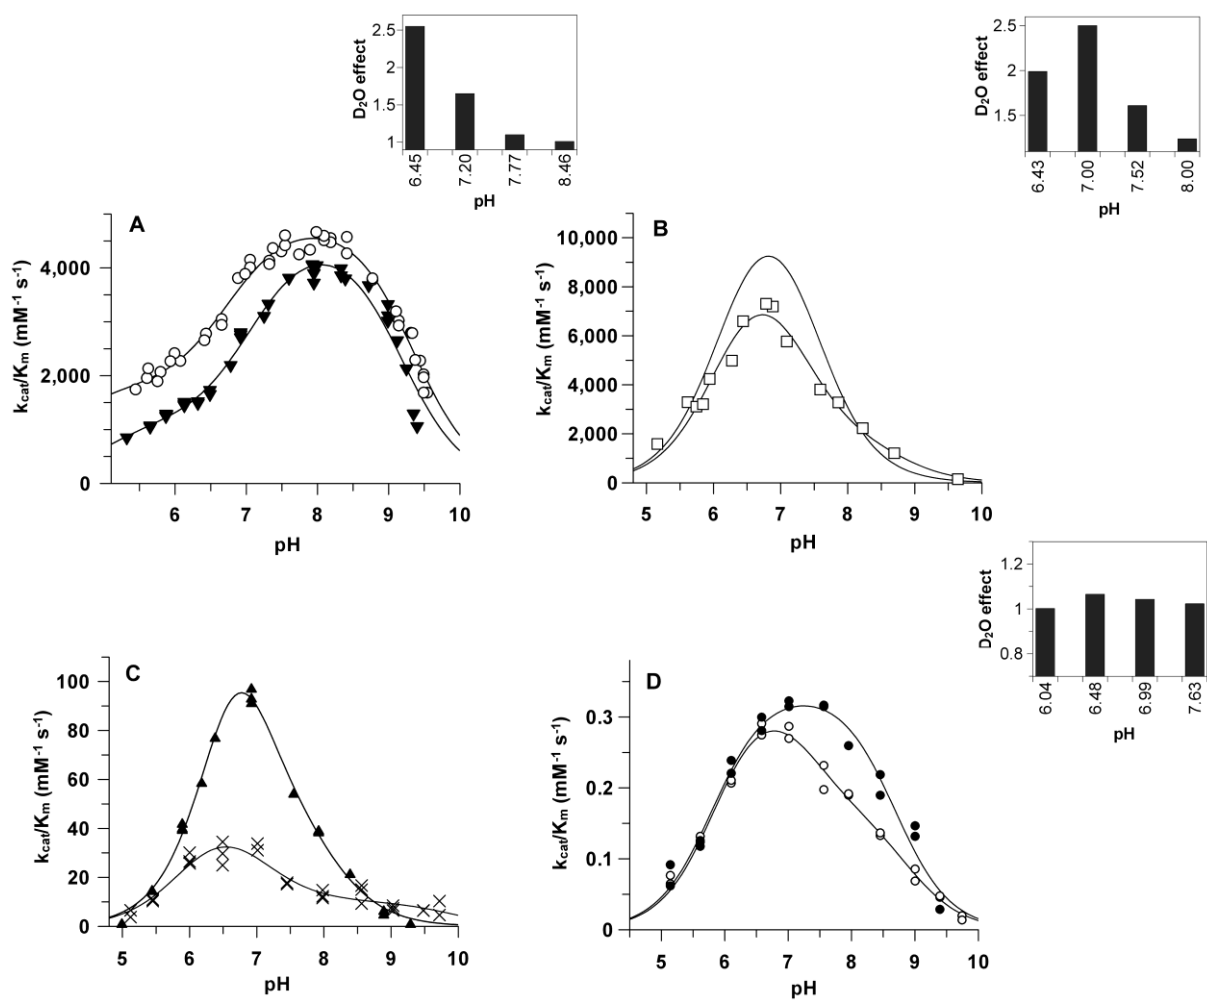 2.5
2
1.5
1
D₂O effect
6.45
7.20
7.77
8.46
pH
2.5
2
1.5
D₂O effect
6.43
7.00
7.52
8.00
pH
A
4,000
2,000
0
kcat/Km (mM⁻¹ s⁻¹)
6 7 8 9 10
pH
B
10,000
8,000
6,000
4,000
2,000
0
kcat/Km (mM⁻¹ s⁻¹)
5 6 7 8 9 10
pH
1.2
1
0.8
D₂O effect
6.04
6.48
6.99
7.63
pH
C
100
80
60
40
20
0
kcat/Km (mM⁻¹ s⁻¹)
5 6 7 8 9 10
pH
D
0.3
0.2
0.1
0
kcat/Km (mM⁻¹ s⁻¹)
5 6 7 8 9 10
pH